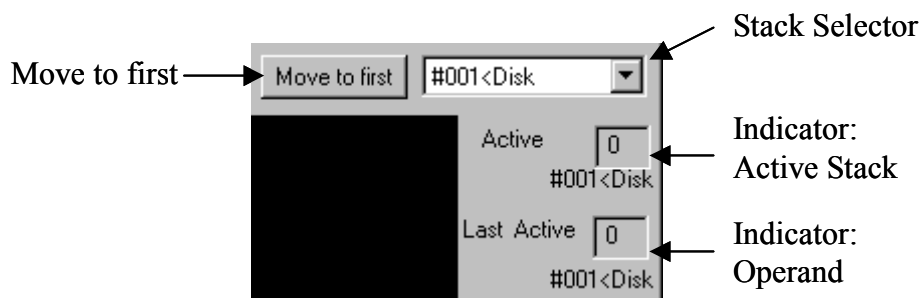 Stack Selector
Move to first
Move to first
#001<Disk
Active
0
Indicator:
Active Stack
#001<Disk
Last Active
0
Indicator:
Operand
#001<Disk